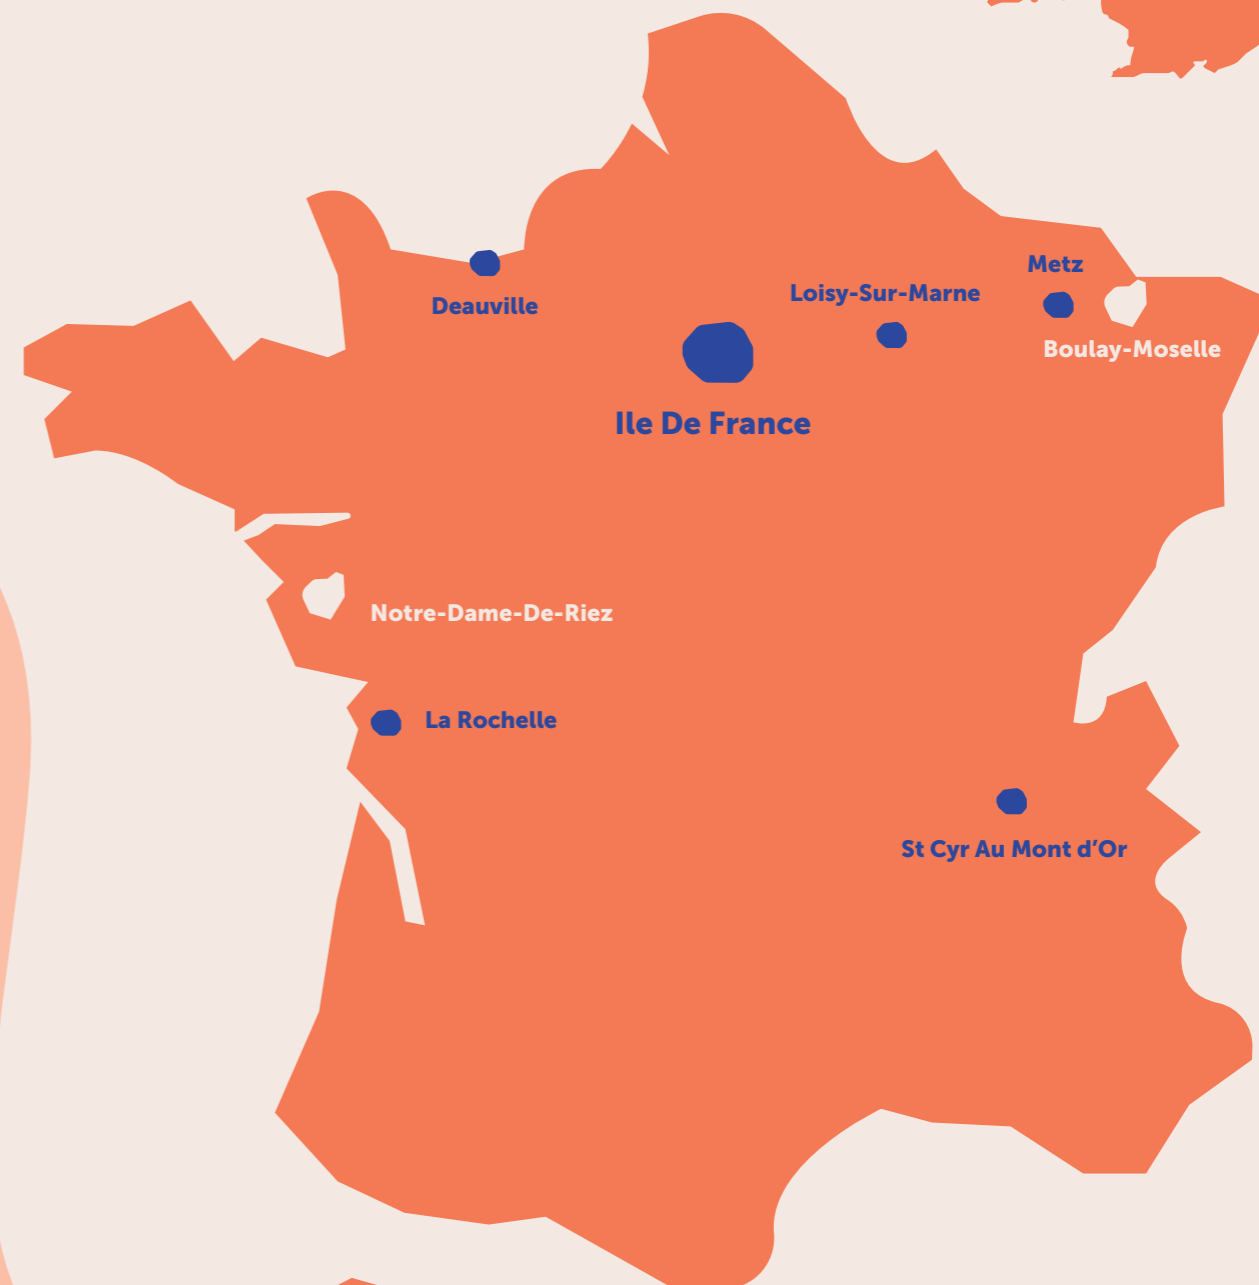 Metz
Loisy-Sur-Marne
Deauville
Boulay-Moselle
Ile De France
Notre-Dame-De-Riez
La Rochelle
St Cyr Au Mont d’Or